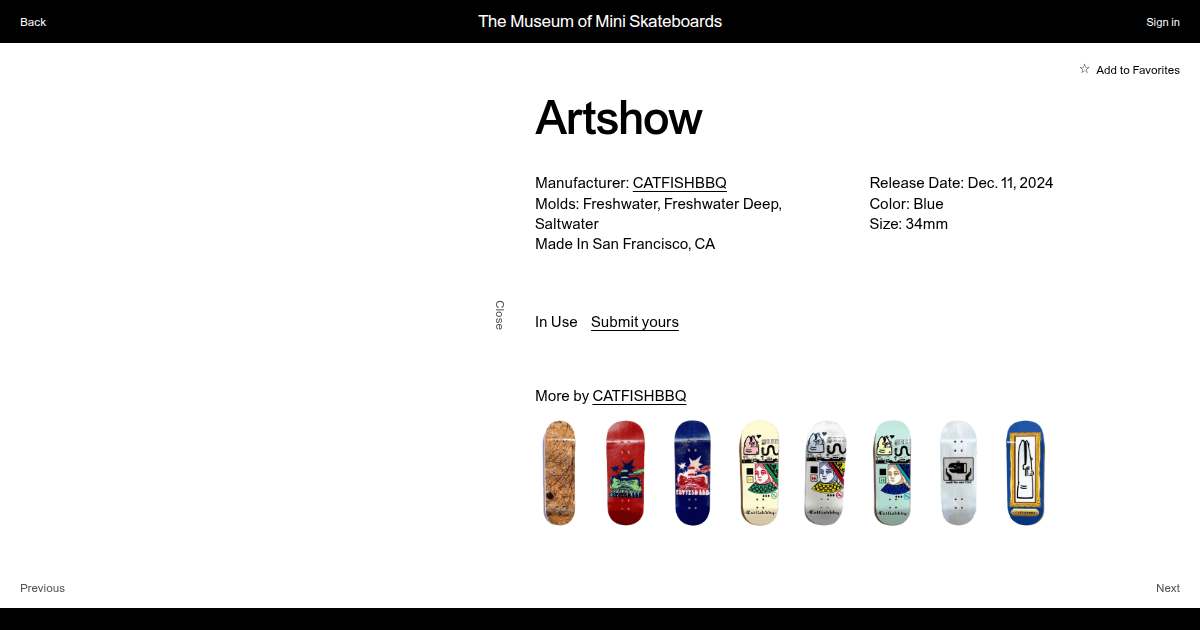 Back
The Museum of Mini Skateboards
Sign in
☆ Add to Favorites
Artshow
Manufacturer: CATFISHBBQ
Molds: Freshwater, Freshwater Deep,
Saltwater
Made In San Francisco, CA
Release Date: Dec. 11, 2024
Color: Blue
Size: 34mm
Close
In Use Submit yours
More by CATFISHBBQ
Previous
Next